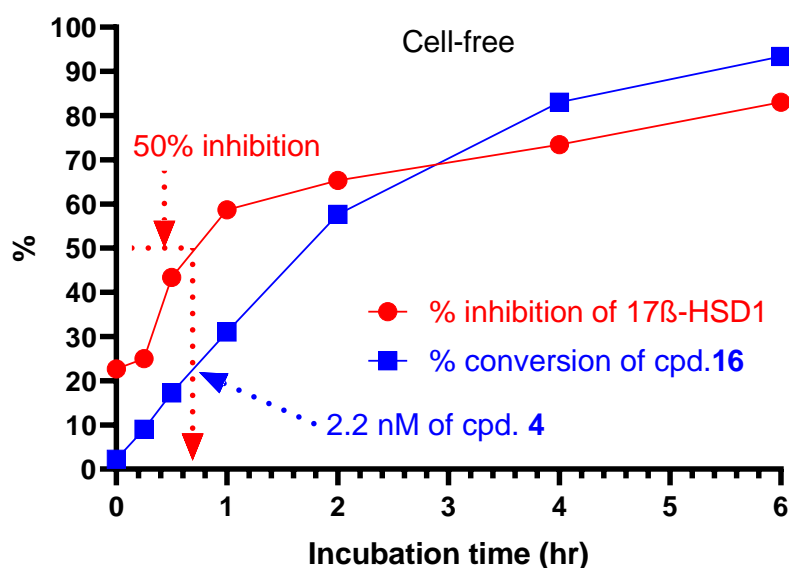 Cell-free
100
90
80
70
60
50
40
30
20
10
0
%
50% inhibition
% inhibition of 17ß-HSD1
% conversion of cpd.16
2.2 nM of cpd. 4
0 1 2 3 4 5 6
Incubation time (hr)